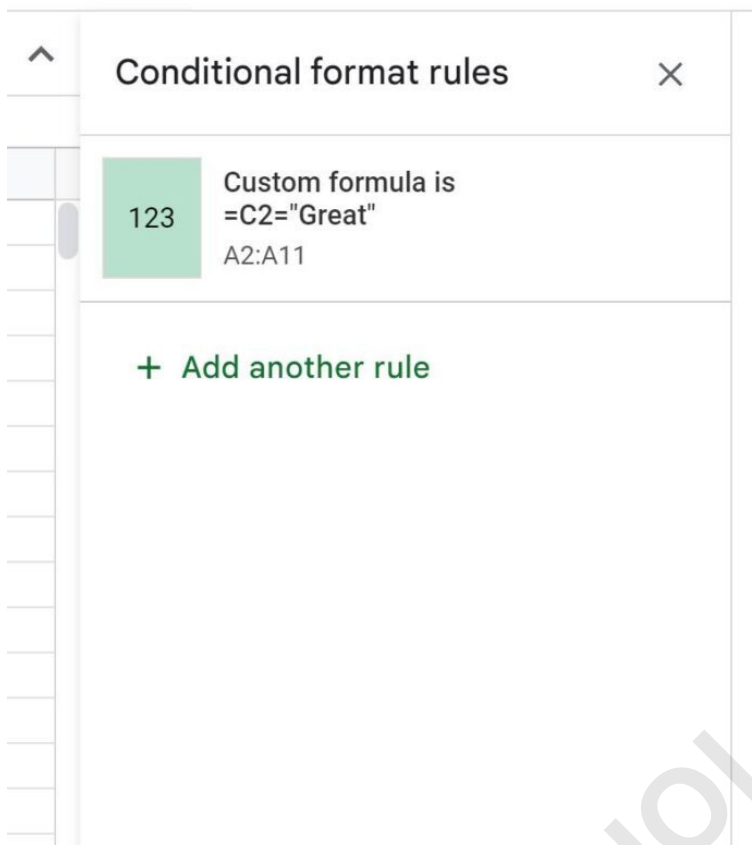 Conditional format rules
123
Custom formula is
=C2="Great"
A2:A11
+ Add another rule